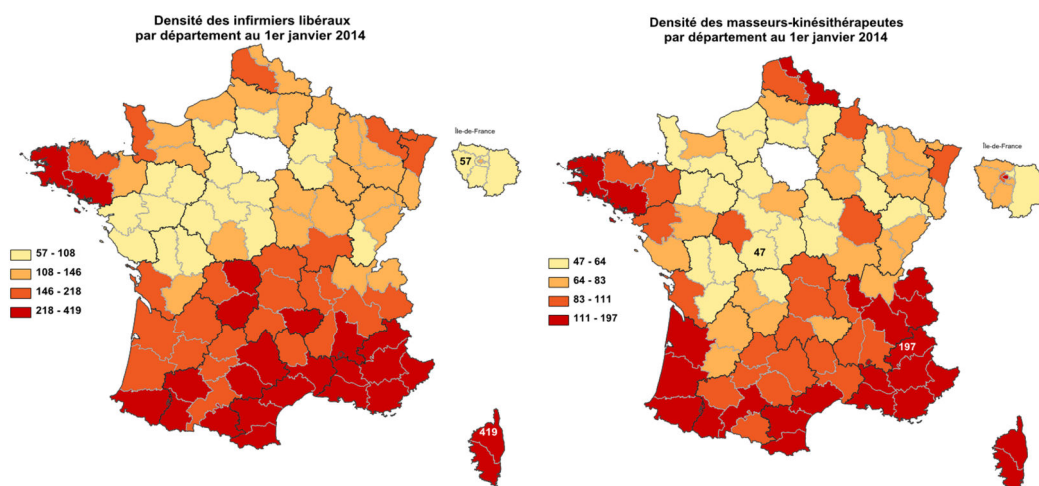 Densité des infirmiers libéraux
par département au 1er janvier 2014
Île-de-France
57
57 - 108
108 - 146
146 - 218
218 - 419
419
Densité des masseurs-kinésithérapeutes
par département au 1er janvier 2014
Île-de-France
47
47 - 64
64 - 83
83 - 111
111 - 197
197